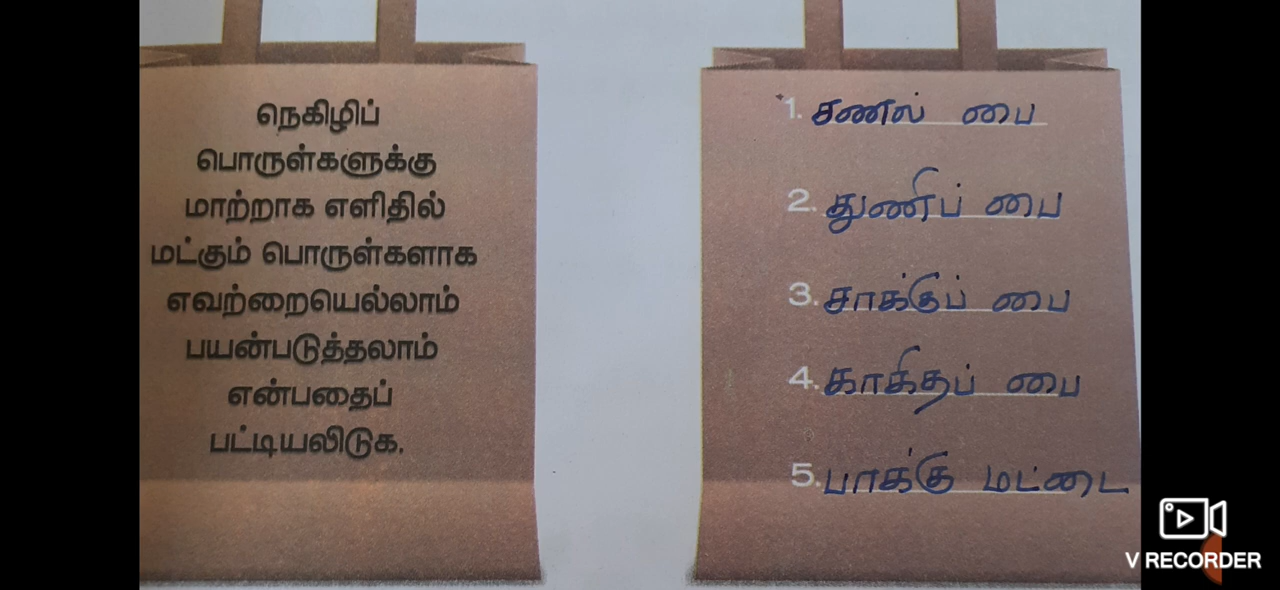 நெகிழிப்
பொருள்களுக்கு
மாற்றாக எளிதில்
மட்கும் பொருள்களாக
எவற்றையெல்லாம்
பயன்படுத்தலாம்
என்பதைப்
பட்டியலிடுக.
1. சணல் பை
2. துணிப் பை
3. சாக்குப் பை
4. காகிதப் பை
5. பாக்கு மட்டை
V RECORDER